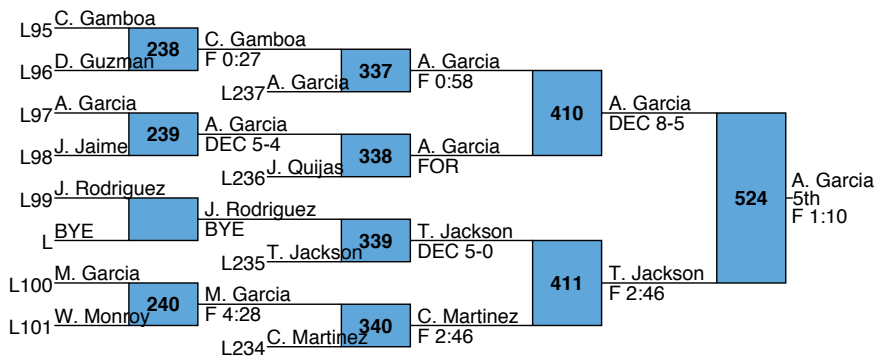 C. Gamboa
L95
238
C. Gamboa
F 0:27
D. Guzman
L96
337
A. Garcia
F 0:58
A. Garcia
L237
A. Garcia
L97
239
A. Garcia
DEC 5-4
J. Jaime
L98
410
A. Garcia
DEC 8-5
338
A. Garcia
FOR
J. Quijas
L236
J. Rodriguez
L99
J. Rodriguez
BYE
BYE
L
524
A. Garcia
5th
F 1:10
339
T. Jackson
DEC 5-0
T. Jackson
L235
M. Garcia
L100
240
M. Garcia
F 4:28
W. Monroy
L101
411
T. Jackson
F 2:46
340
C. Martinez
F 2:46
C. Martinez
L234